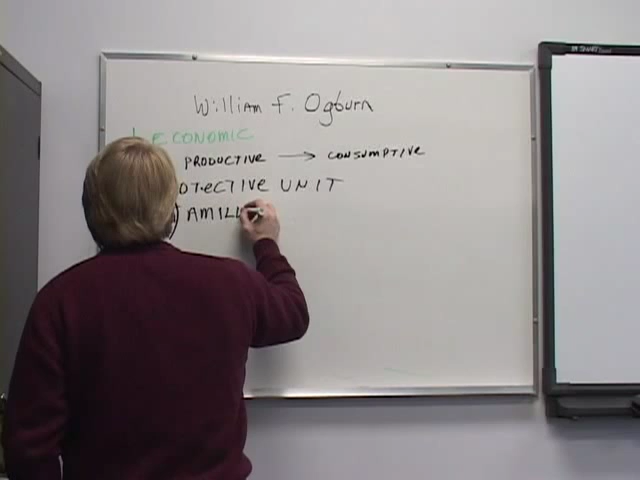 William F. Ogburn
ECONOMIC
PRODUCTIVE → CONSUMPTIVE
OTECTIVE UNIT
AMILI